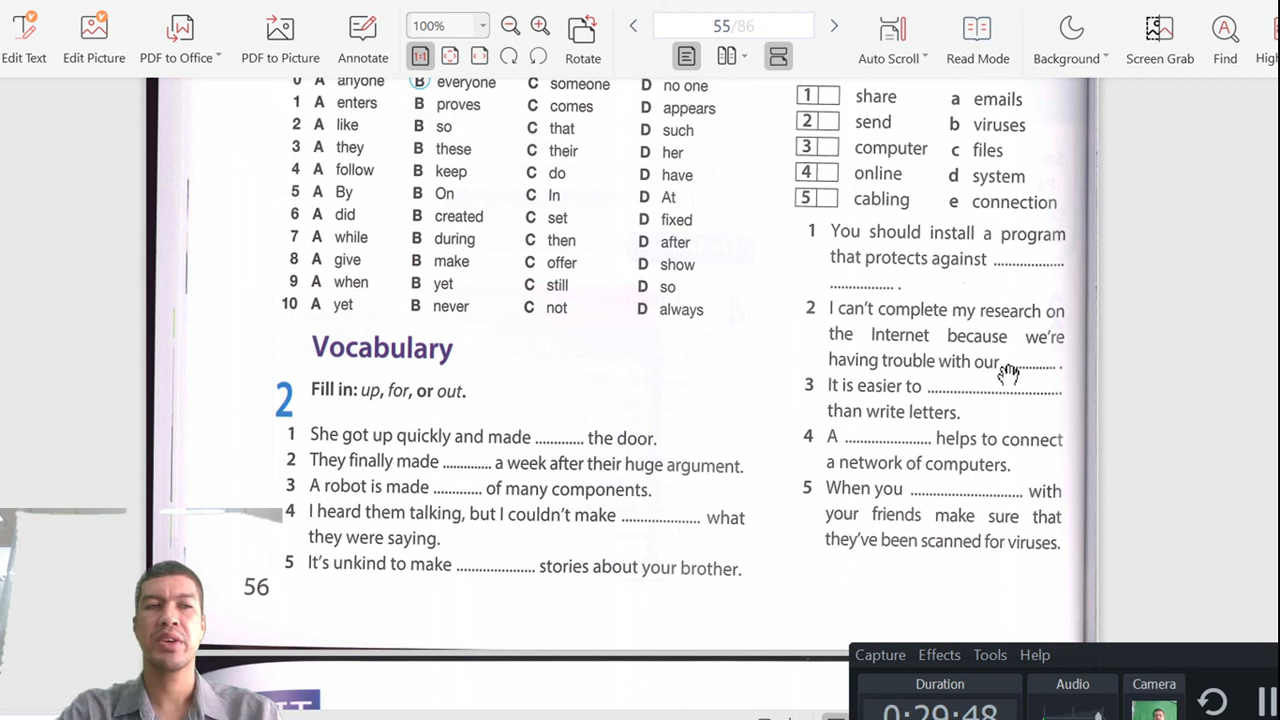 Edit Text
Edit Picture
PDF to Office
PDF to Picture
Annotate
100%
Rotate
55/86
Auto Scroll
Read Mode
Background
Screen Grab
Find
0 A anyone B everyone C someone D no one
1 A enters B proves C comes D appears
2 A like B so C that D such
3 A they B these C their D her
4 A follow B keep C do D have
5 A By B On C In D At
6 A did B created C set D fixed
7 A while B during C then D after
8 A give B make C offer D show
9 A when B yet C still D so
10 A yet B never C not D always
Vocabulary
2 Fill in: up, for, or out.
1 She got up quickly and made ............ the door.
2 They finally made ............ a week after their huge argument.
3 A robot is made ............ of many components.
4 I heard them talking, but I couldn't make .................... what
they were saying.
5 It's unkind to make .................... stories about your brother.
56
1 share a emails
2 send b viruses
3 computer c files
4 online d system
5 cabling e connection
1 You should install a program
that protects against ..................
................ .
2 I can't complete my research on
the Internet because we're
having trouble with our ............ .
3 It is easier to ..................................
than write letters.
4 A ...................... helps to connect
a network of computers.
5 When you ............................. with
your friends make sure that
they've been scanned for viruses.
Capture Effects Tools Help
Duration
Audio
Camera
0:29:48